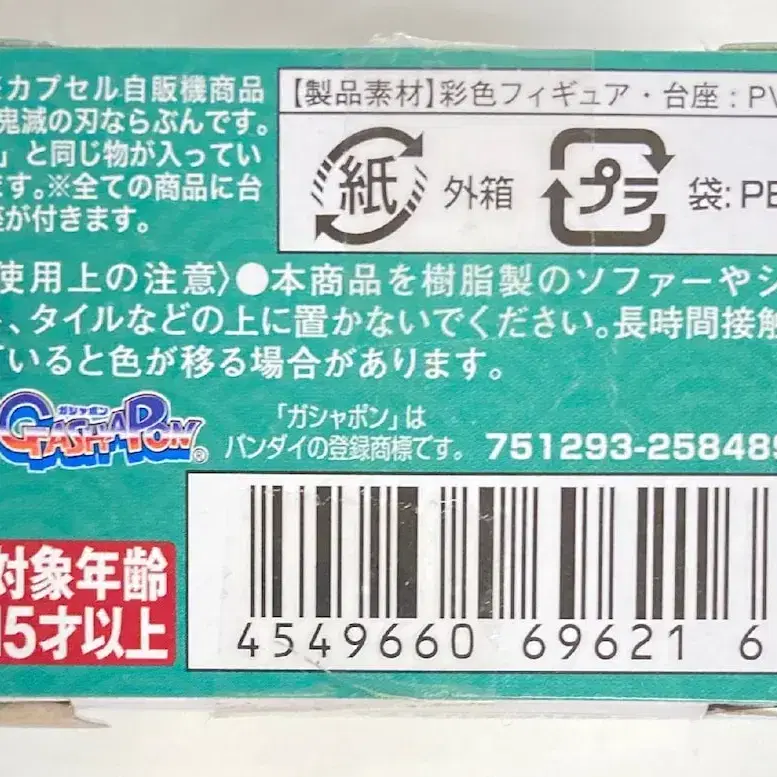 ※カプセル自販機商品
鬼滅の刃ならぶんです。
」と同じ物が入ってい
ます。※全ての商品に台
座が付きます。
【製品素材】彩色フィギュア・台座：PV
紙 外箱 プラ 袋:PE
使用上の注意〉●本商品を樹脂製のソファーやシ
、タイルなどの上に置かないでください。長時間接触
ていると色が移る場合があります。
ガシャポン
GASHAPON®
「ガシャポン」は
バンダイの登録商標です。 751293-258485
対象年齢
15才以上
4549660 69621 6